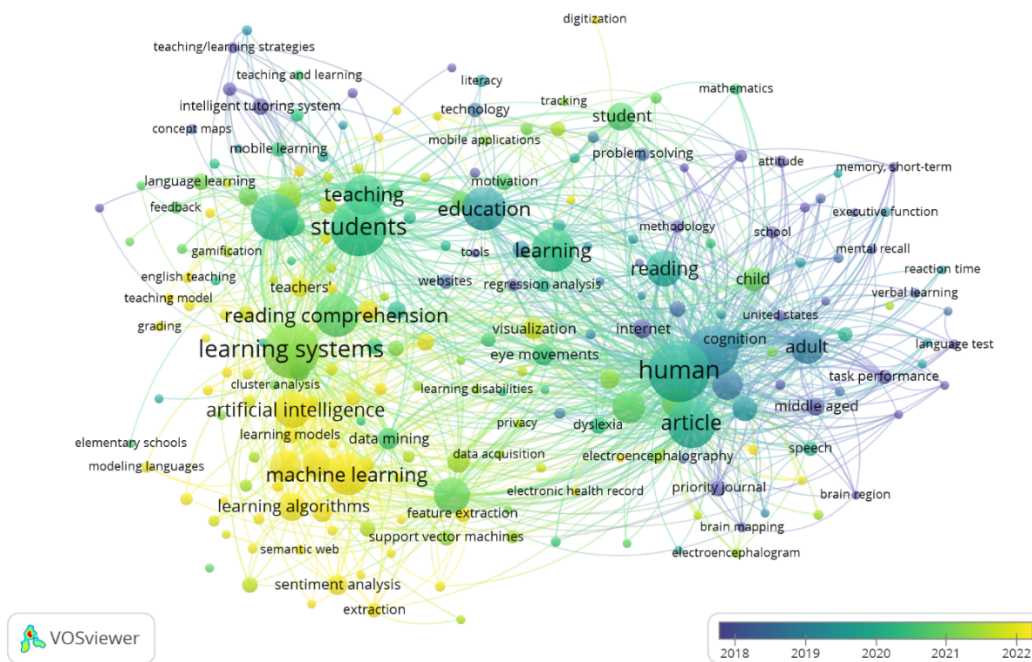 digitization
teaching/learning strategies
teaching and learning
literacy
mathematics
tracking
intelligent tutoring system
technology
student
concept maps
mobile learning
mobile applications
problem solving
attitude
memory, short-term
language learning
teaching
motivation
executive function
feedback
students
education
methodology
school
gamification
tools
learning
mental recall
english teaching
teachers'
websites
regression analysis
reading
child
reaction time
verbal learning
teaching model
grading
reading comprehension
visualization
internet
united states
learning systems
eye movements
cognition
adult
language test
cluster analysis
learning disabilities
human
task performance
artificial intelligence
privacy
dyslexia
article
middle aged
elementary schools
learning models
data mining
modeling languages
data acquisition
electroencephalography
speech
machine learning
electronic health record
priority journal
brain region
learning algorithms
feature extraction
brain mapping
support vector machines
semantic web
electroencephalogram
sentiment analysis
extraction
VOSviewer
2018 2019 2020 2021 2022